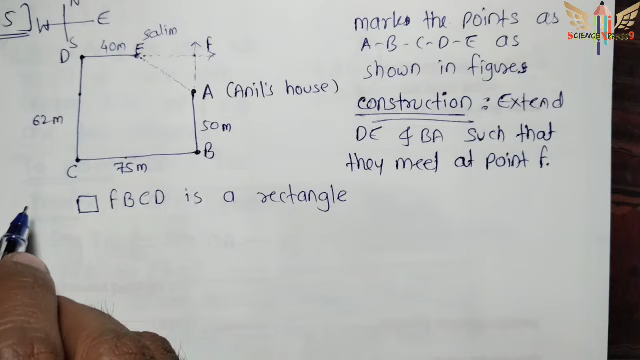 5]
N
W
E
S
salim
D
40m
E
F
A (Anil's house)
62m
50m
C
75m
B
□ FBCD is a rectangle
marks the points as
A-B-C-D-E as
shown in figures
construction : Extend
DE & BA such that
they meet at point f.
SCIENCEXPRESS9